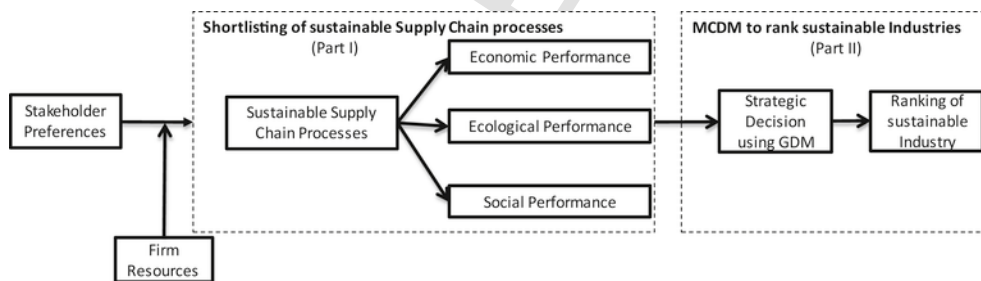 Shortlisting of sustainable Supply Chain processes
(Part I)
MCDM to rank sustainable Industries
(Part II)
Stakeholder
Preferences
Firm
Resources
Sustainable Supply
Chain Processes
Economic Performance
Ecological Performance
Social Performance
Strategic
Decision
using GDM
Ranking of
sustainable
Industry